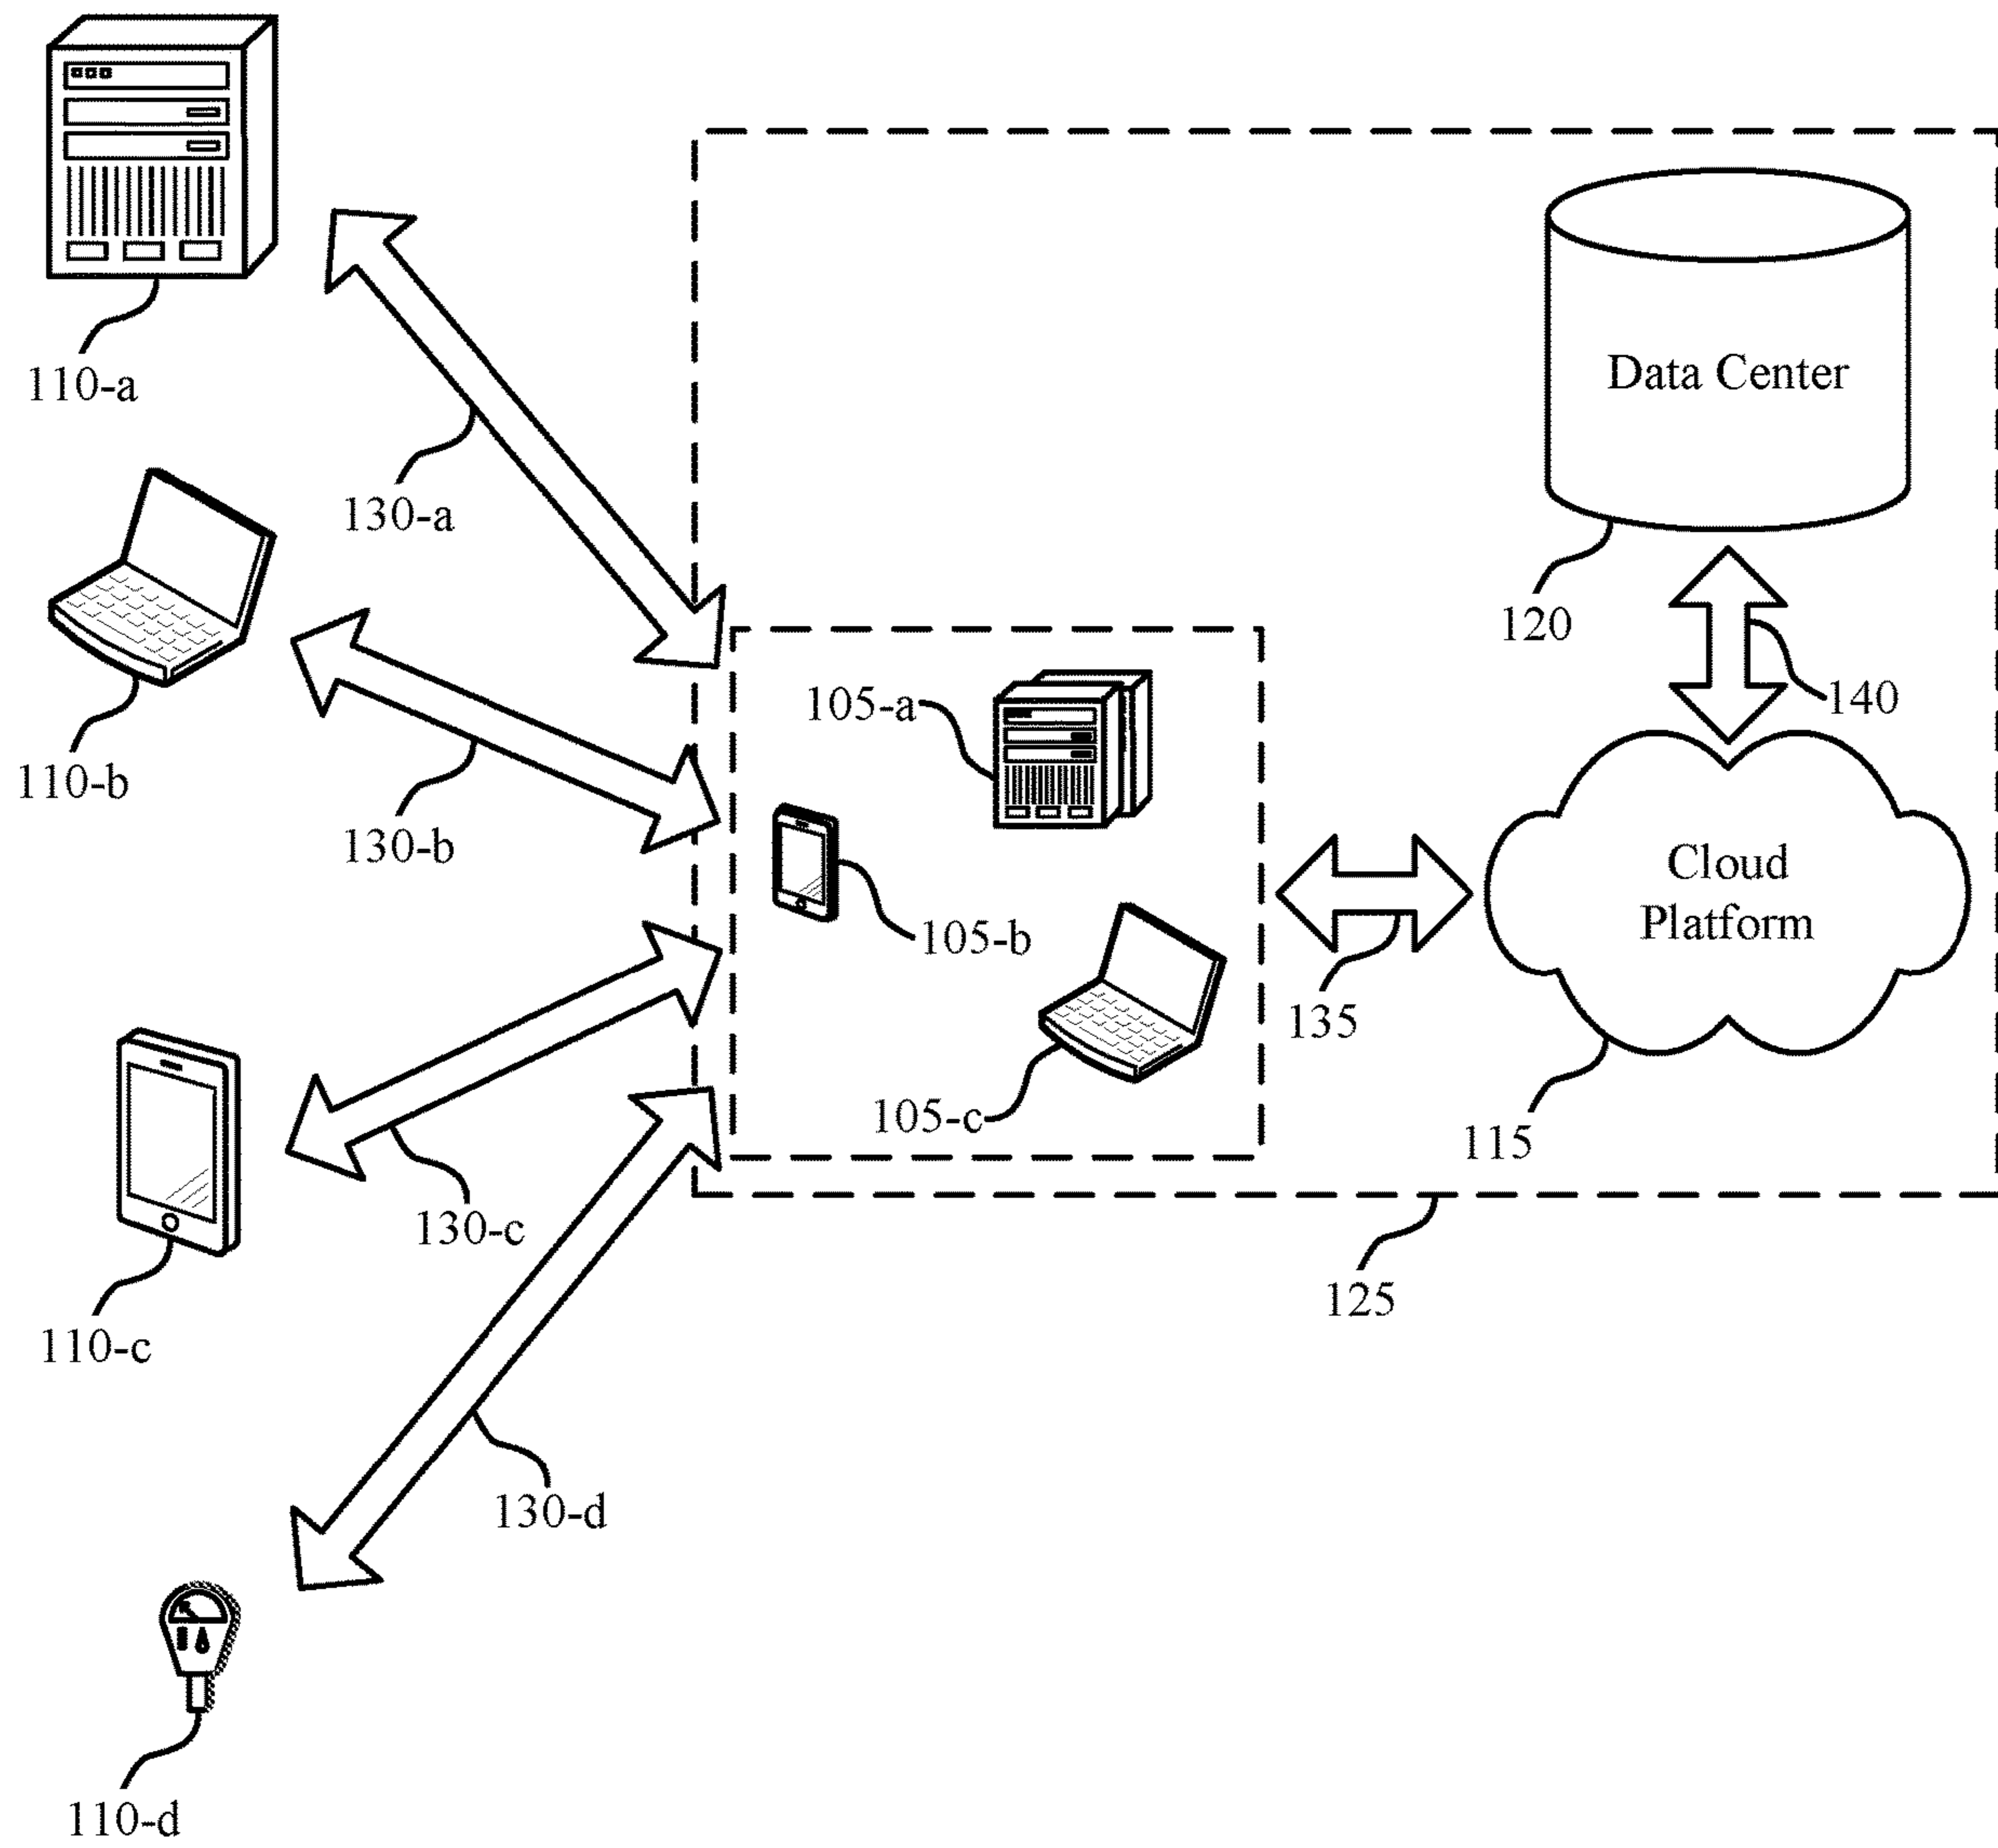 110-a
130-a
Data Center
120
140
110-b
130-b
105-a
105-b
105-c
Cloud
Platform
135
115
130-c
125
110-c
130-d
110-d